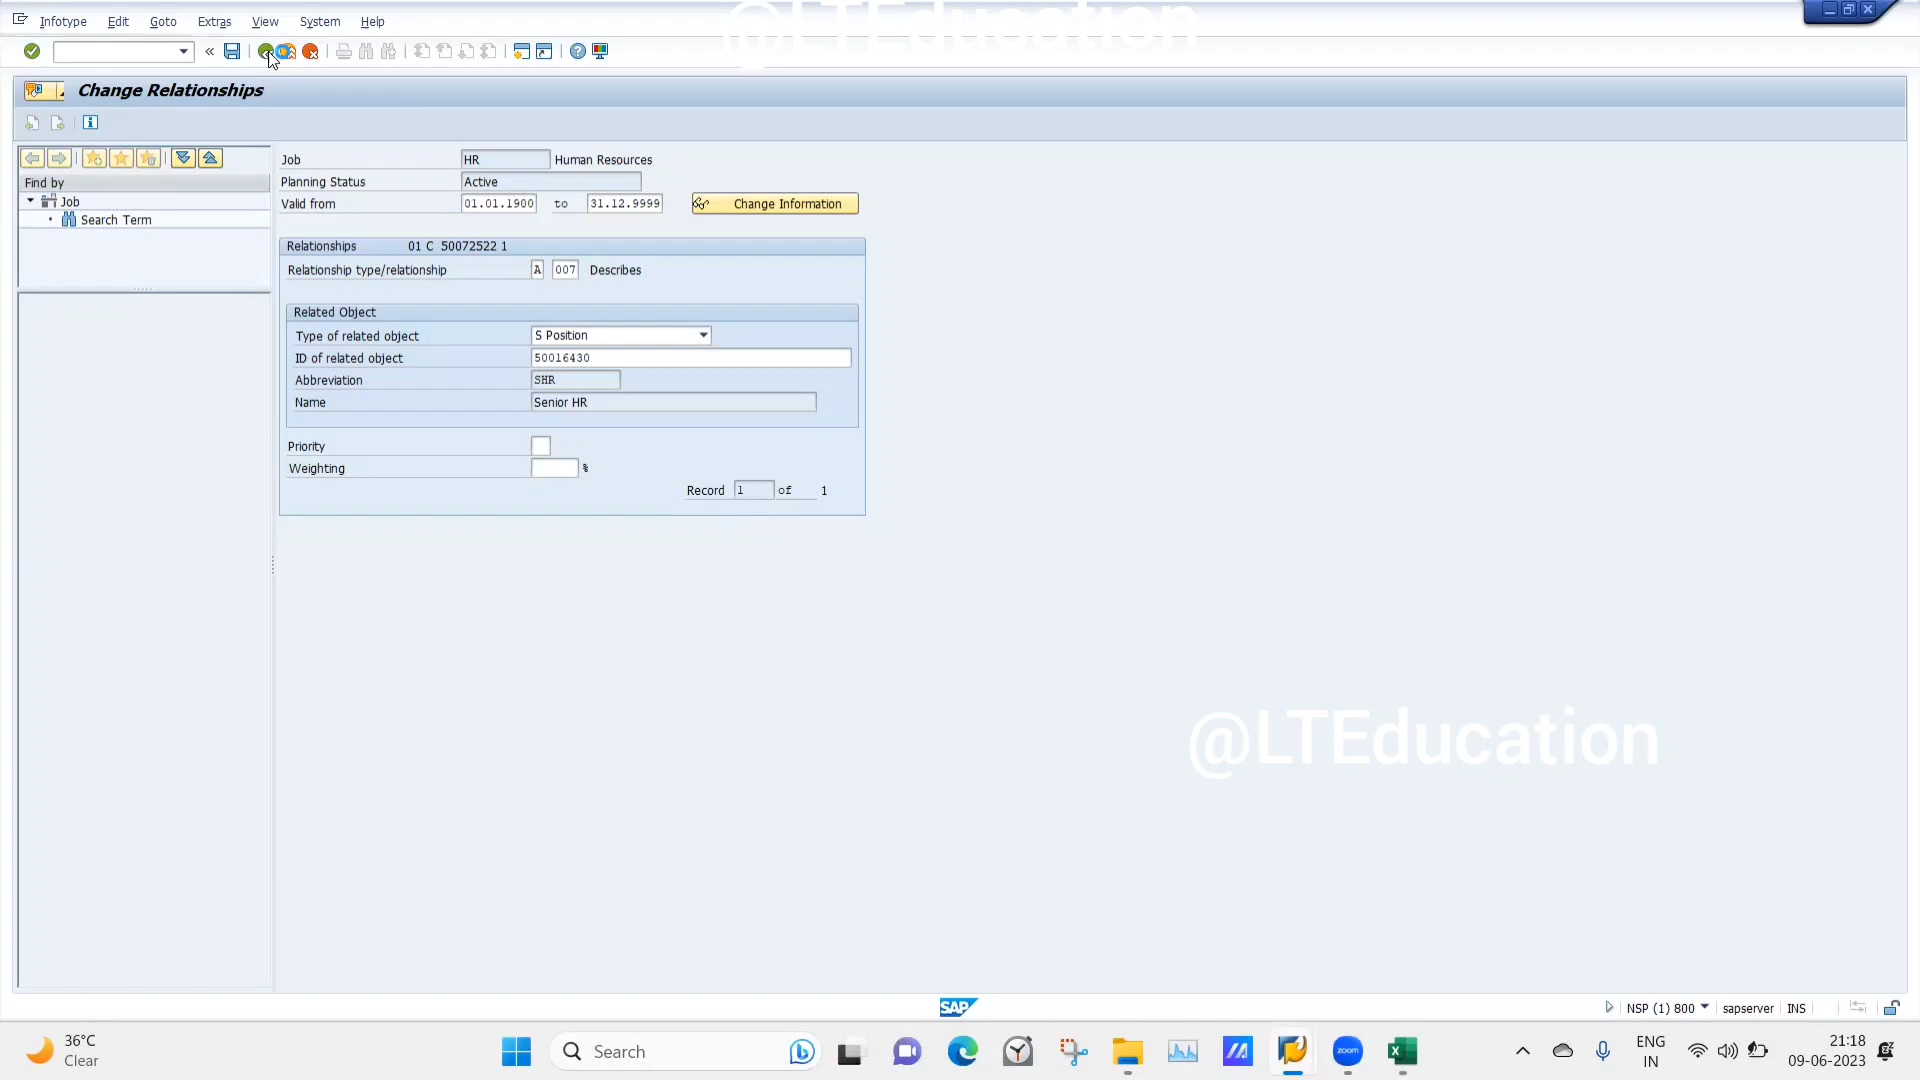 Infotype Edit Goto Extras View System Help
@LTEducation
Change Relationships
Find by
Job
Search Term
Job HR Human Resources
Planning Status Active
Valid from 01.01.1900 to 31.12.9999 Change Information
Relationships 01 C 50072522 1
Relationship type/relationship A 007 Describes
Related Object
Type of related object S Position
ID of related object 50016430
Abbreviation SHR
Name Senior HR
Priority
Weighting %
Record 1 of 1
@LTEducation
SAP
NSP (1) 800 sapserver INS
36°C
Clear
Search
zoom
ENG
IN
21:18
09-06-2023